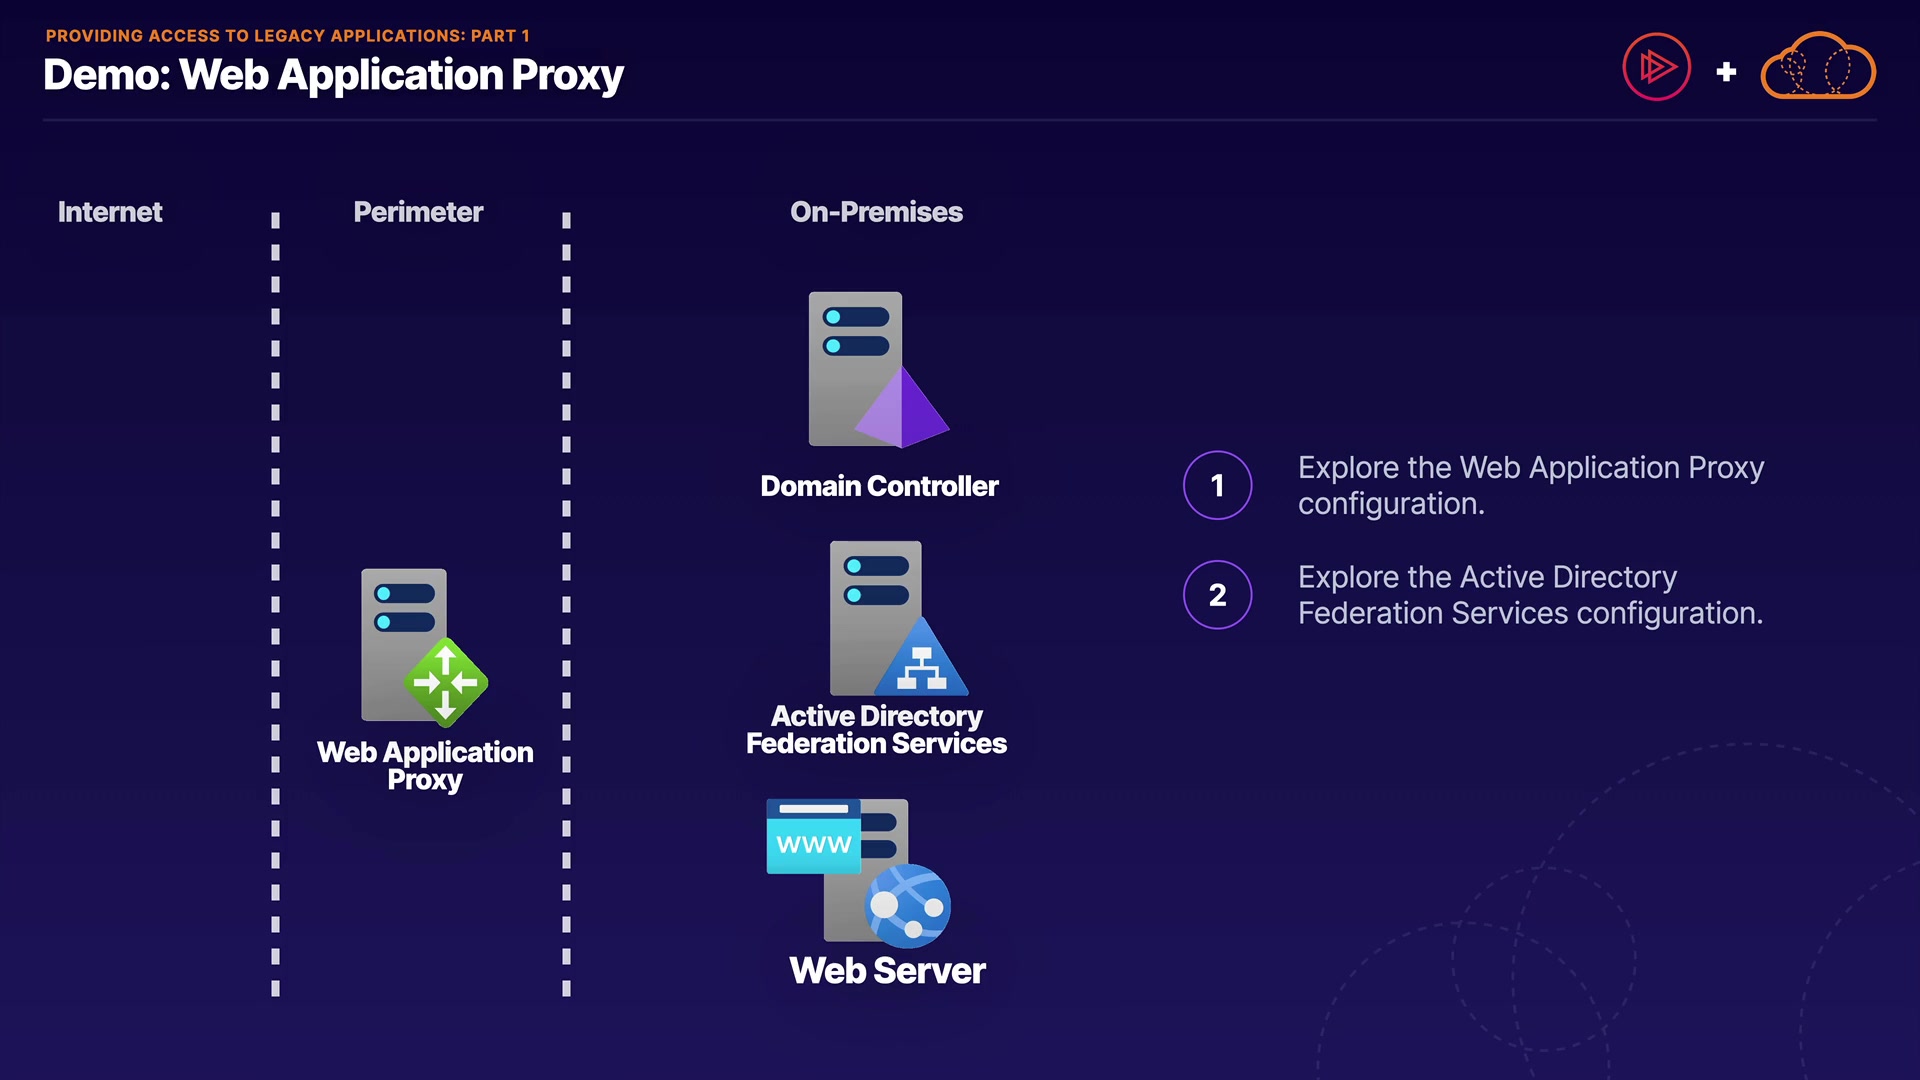 PROVIDING ACCESS TO LEGACY APPLICATIONS: PART 1
Demo: Web Application Proxy
Internet
Perimeter
On-Premises
Domain Controller
Web Application
Proxy
Active Directory
Federation Services
www
Web Server
1
Explore the Web Application Proxy
configuration.
2
Explore the Active Directory
Federation Services configuration.